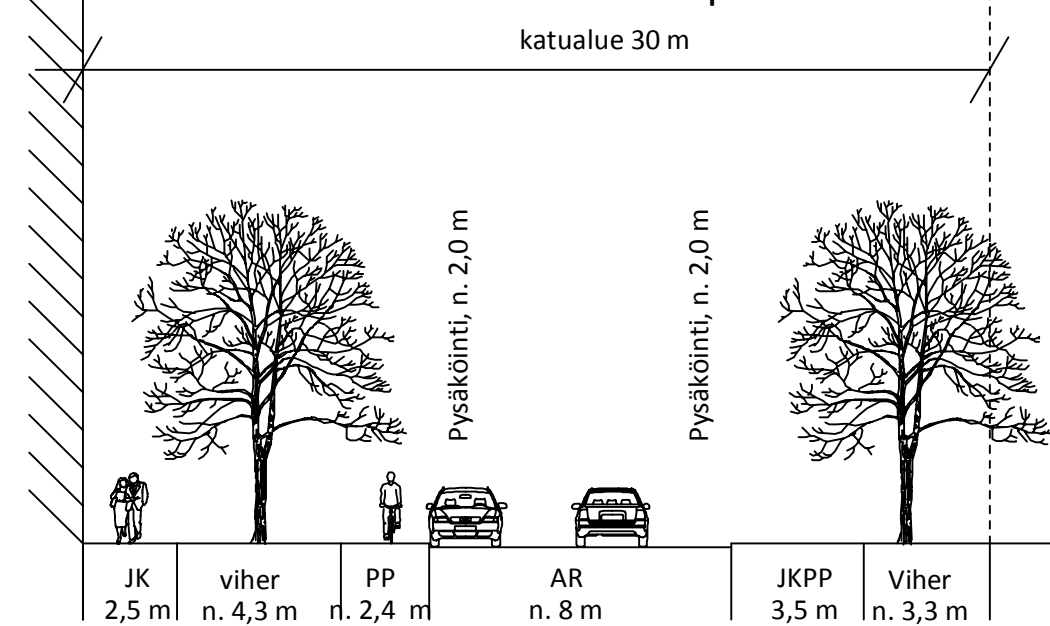 katualue 30 m
Pysäköinti, n. 2,0 m
Pysäköinti, n. 2,0 m
JK
2,5 m
viher
n. 4,3 m
PP
n. 2,4 m
AR
n. 8 m
JKPP
3,5 m
Viher
n. 3,3 m